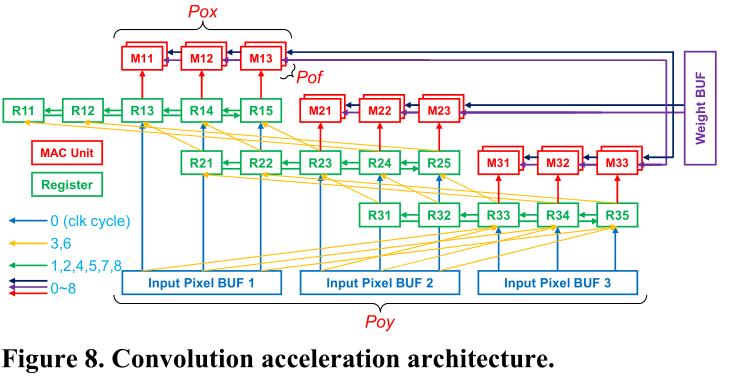 Pox
M11 M12 M13
Pof
R11 R12 R13 R14 R15
M21 M22 M23
Weight BUF
MAC Unit
R21 R22 R23 R24 R25
M31 M32 M33
Register
R31 R32 R33 R34 R35
0 (clk cycle)
3,6
1,2,4,5,7,8
0~8
Input Pixel BUF 1 Input Pixel BUF 2 Input Pixel BUF 3
Poy
Figure 8. Convolution acceleration architecture.